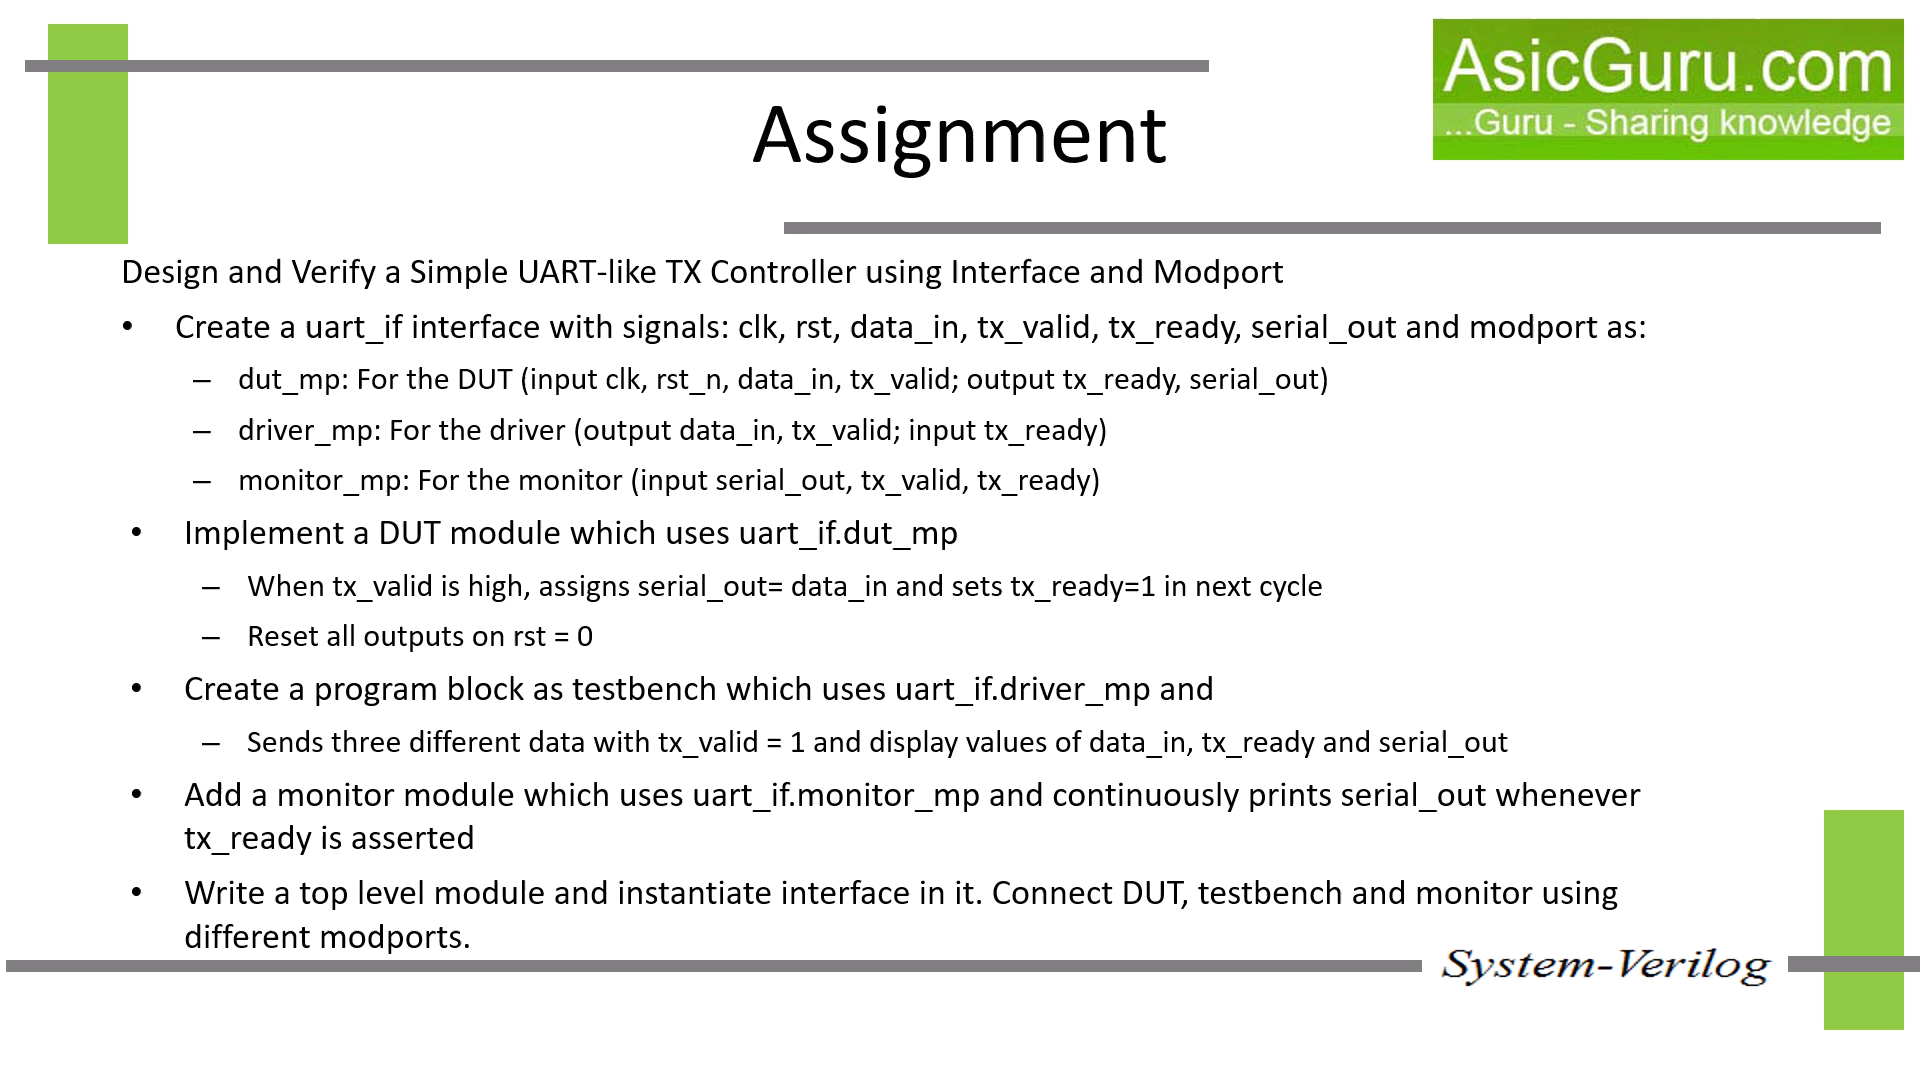 AsicGuru.com
...Guru - Sharing knowledge
Assignment
Design and Verify a Simple UART-like TX Controller using Interface and Modport
• Create a uart_if interface with signals: clk, rst, data_in, tx_valid, tx_ready, serial_out and modport as:
– dut_mp: For the DUT (input clk, rst_n, data_in, tx_valid; output tx_ready, serial_out)
– driver_mp: For the driver (output data_in, tx_valid; input tx_ready)
– monitor_mp: For the monitor (input serial_out, tx_valid, tx_ready)
• Implement a DUT module which uses uart_if.dut_mp
– When tx_valid is high, assigns serial_out= data_in and sets tx_ready=1 in next cycle
– Reset all outputs on rst = 0
• Create a program block as testbench which uses uart_if.driver_mp and
– Sends three different data with tx_valid = 1 and display values of data_in, tx_ready and serial_out
• Add a monitor module which uses uart_if.monitor_mp and continuously prints serial_out whenever
tx_ready is asserted
• Write a top level module and instantiate interface in it. Connect DUT, testbench and monitor using
different modports.
System-Verilog